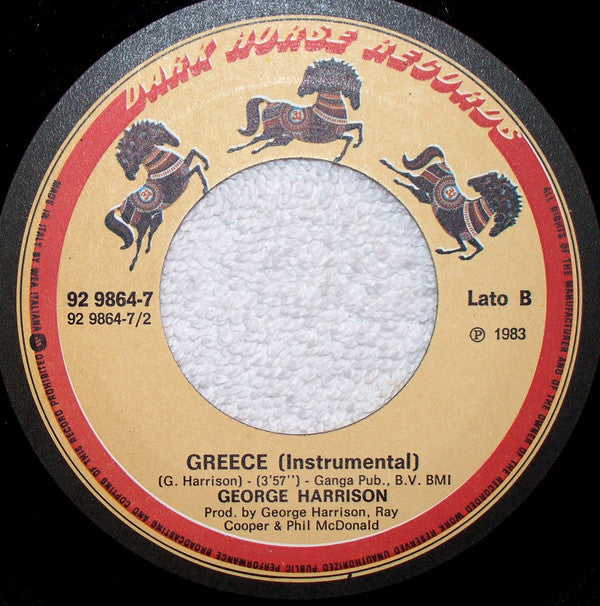 DARK HORSE RECORDS
92 9864-7
92 9864-7/2
Lato B
Ⓟ 1983
GREECE (Instrumental)
(G. Harrison) - (3'57'') - Ganga Pub., B.V. BMI
GEORGE HARRISON
Prod. by George Harrison, Ray
Cooper & Phil McDonald
MADE IN ITALY BY WEA ITALIANA
ALL RIGHTS OF THE MANUFACTURER AND OF THE OWNER OF THE RECORDED WORK RESERVED UNAUTHORIZED PUBLIC PERFORMANCE BROADCASTING AND COPYING OF THIS RECORD PROHIBITED